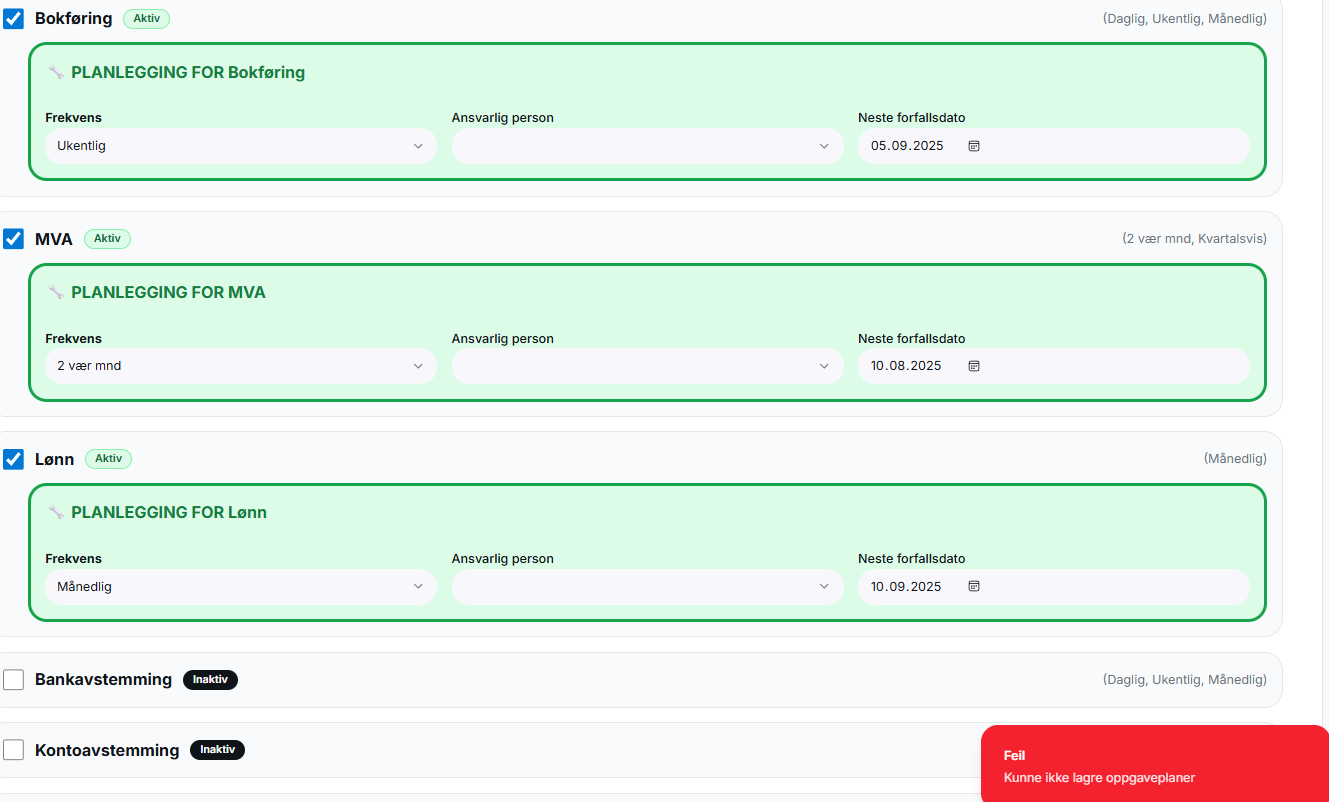 Bokføring Aktiv (Daglig, Ukentlig, Månedlig)
PLANLEGGING FOR Bokføring
Frekvens Ansvarlig person Neste forfallsdato
Ukentlig 05.09.2025
MVA Aktiv (2 vær mnd, Kvartalsvis)
PLANLEGGING FOR MVA
Frekvens Ansvarlig person Neste forfallsdato
2 vær mnd 10.08.2025
Lønn Aktiv (Månedlig)
PLANLEGGING FOR Lønn
Frekvens Ansvarlig person Neste forfallsdato
Månedlig 10.09.2025
Bankavstemming Inaktiv (Daglig, Ukentlig, Månedlig)
Kontoavstemming Inaktiv
Feil
Kunne ikke lagre oppgaveplaner